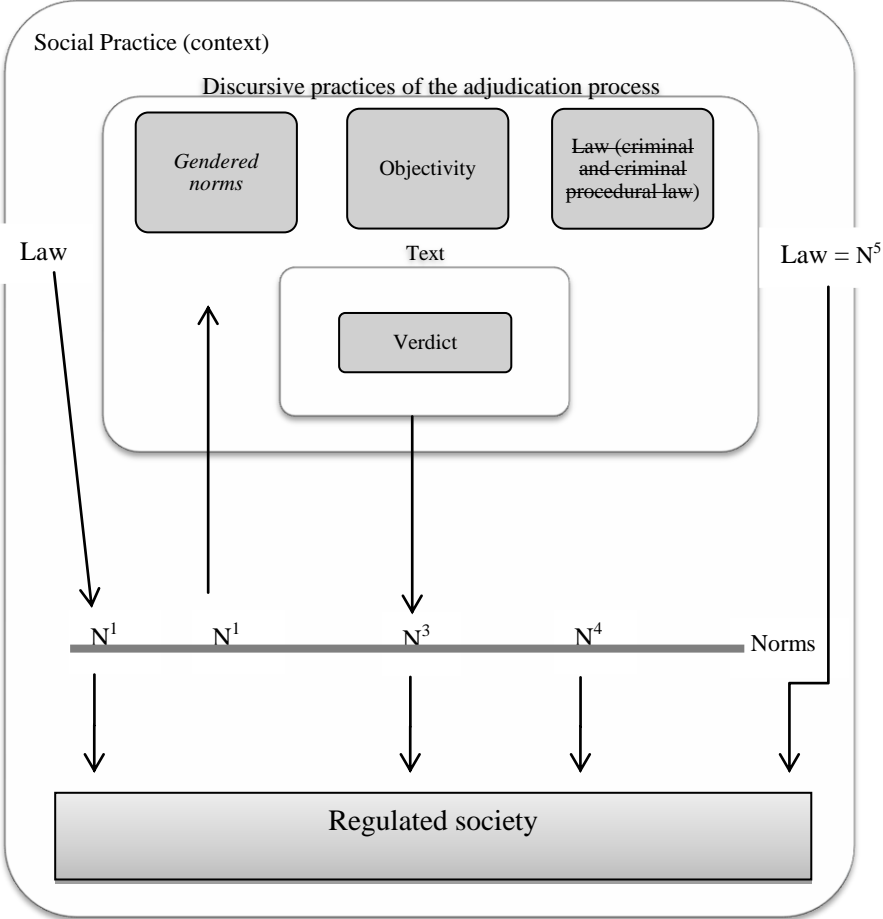 Social Practice (context)
Discursive practices of the adjudication process
Gendered
norms
Objectivity
Law (criminal
and criminal
procedural law)
Law
Text
Law = N⁵
Verdict
N¹
N¹
N³
N⁴
Norms
Regulated society